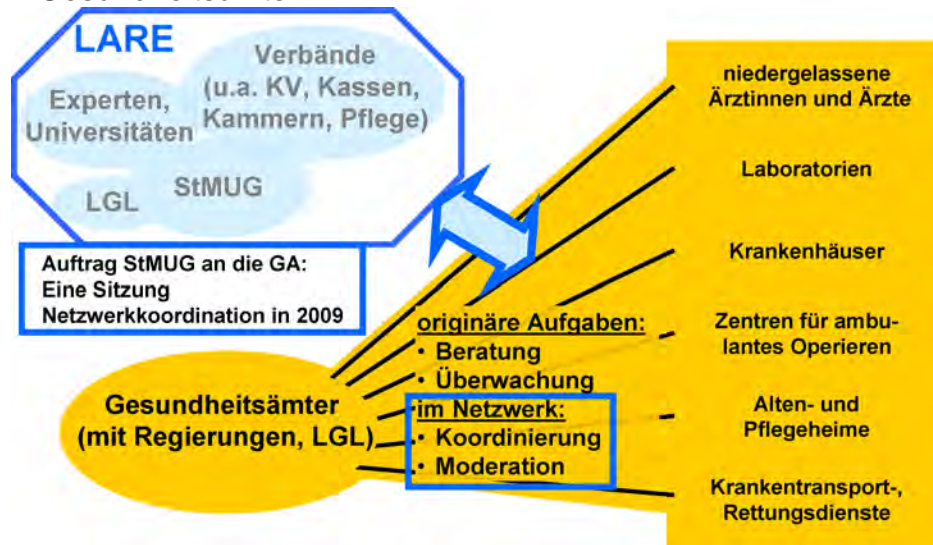 LARE
Verbände
(u.a. KV, Kassen,
Kammern, Pflege)
Experten,
Universitäten
StMUG
LGL
Auftrag StMUG an die GA:
Eine Sitzung
Netzwerkkoordination in 2009
originäre Aufgaben:
• Beratung
• Überwachung
im Netzwerk:
• Koordinierung
• Moderation
Gesundheitsämter
(mit Regierungen, LGL)
niedergelassene
Ärztinnen und Ärzte
Laboratorien
Krankenhäuser
Zentren für ambu-
lantes Operieren
Alten- und
Pflegeheime
Krankentransport-,
Rettungsdienste